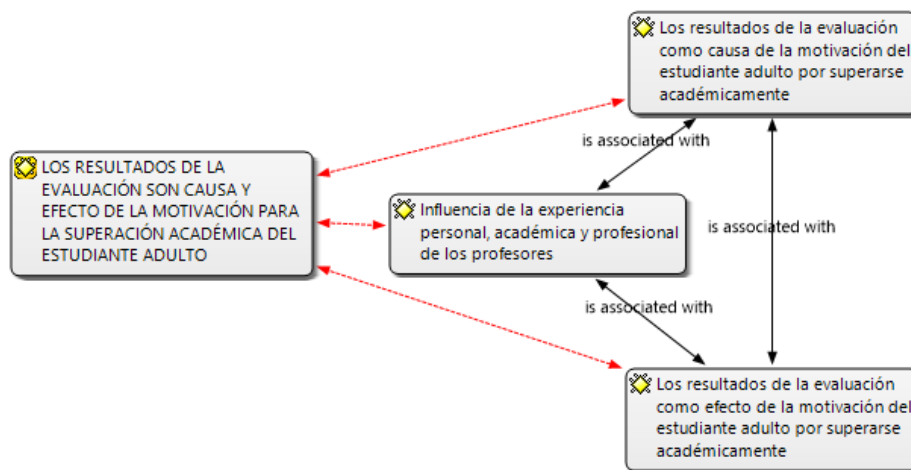 Los resultados de la evaluación
como causa de la motivación del
estudiante adulto por superarse
académicamente
is associated with
LOS RESULTADOS DE LA
EVALUACIÓN SON CAUSA Y
EFECTO DE LA MOTIVACIÓN PARA
LA SUPERACIÓN ACADÉMICA DEL
ESTUDIANTE ADULTO
Influencia de la experiencia
personal, académica y profesional
de los profesores
is associated with
is associated with
Los resultados de la evaluación
como efecto de la motivación del
estudiante adulto por superarse
académicamente